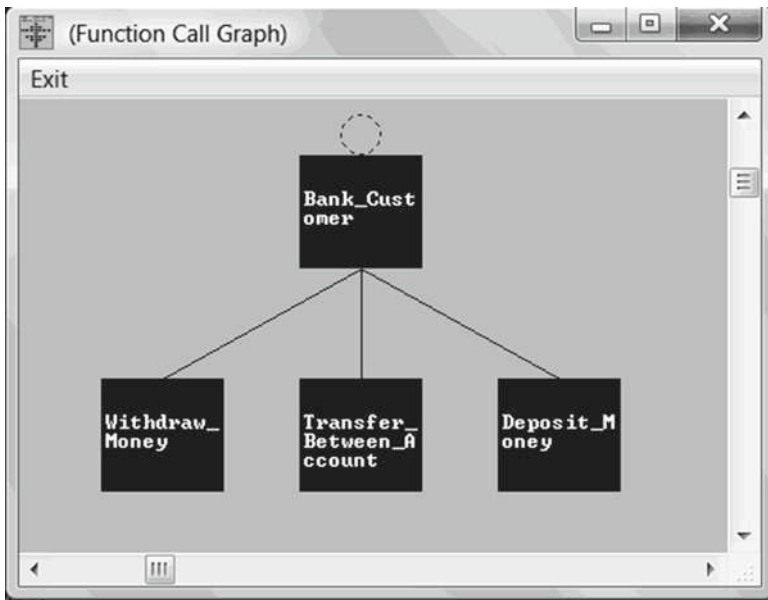 (Function Call Graph)
Exit
Bank_Cust
omer
Withdraw_
Money
Transfer_
Between_A
ccount
Deposit_M
oney